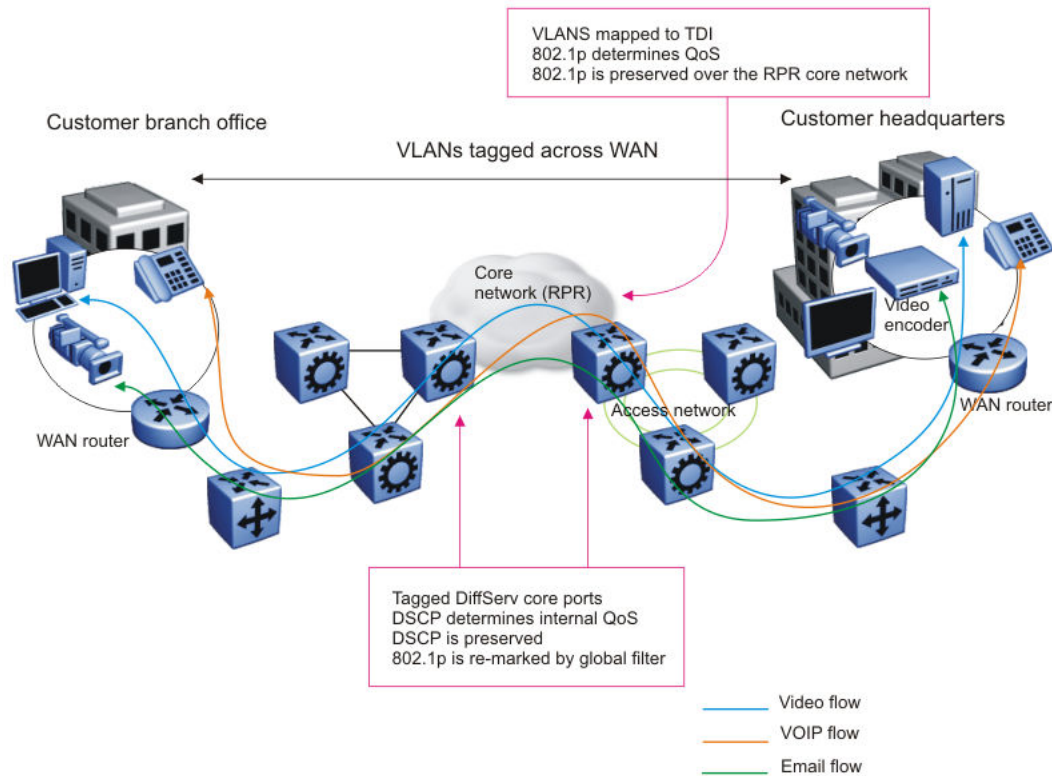 VLANS mapped to TDI
802.1p determines QoS
802.1p is preserved over the RPR core network
Customer branch office
Customer headquarters
VLANs tagged across WAN
Core
network (RPR)
Video
encoder
Access network
WAN router
WAN router
Tagged DiffServ core ports
DSCP determines internal QoS
DSCP is preserved
802.1p is re-marked by global filter
Video flow
VOIP flow
Email flow